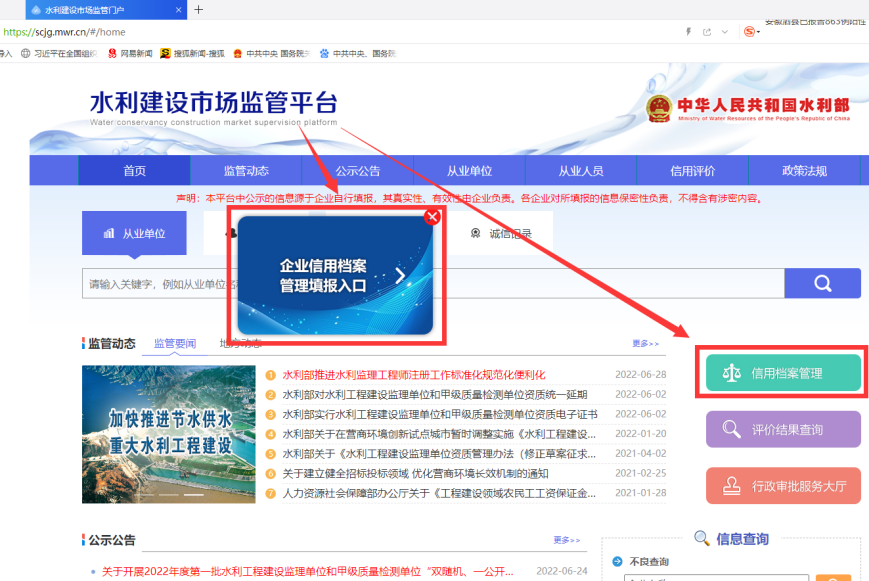 水利建设市场监管门户
https://scjg.mwr.cn/#/home
导入 习近平在全国组织 网易新闻 搜狐新闻-搜狐 中共中央 国务院关 中共中央、国务院
水利建设市场监管平台
Water conservancy construction market supervision platform
中华人民共和国水利部
Ministry of Water Resources of the People's Republic of China
首页 监管动态 公示公告 从业单位 从业人员 信用评价 政策法规
声明：本平台中公示的信息源于企业自行填报，其真实性、有效性由企业负责。各企业对所填报的信息保密性负责，不得含有涉密内容。
从业单位 诚信记录
企业信用档案
管理填报入口
请输入关键字，例如从业单位名
监管动态 监管要闻 地方动态 更多>>
加快推进节水供水
重大水利工程建设
1 水利部推进水利监理工程师注册工作标准化规范化便利化 2022-06-28
2 水利部对水利工程建设监理单位和甲级质量检测单位资质统一延期 2022-06-02
3 水利部实行水利工程建设监理单位和甲级质量检测单位资质电子证书 2022-06-02
4 水利部关于在营商环境创新试点城市暂时调整实施《水利工程建设... 2022-01-20
5 水利部关于《水利工程建设监理单位资质管理办法（修正草案征求... 2021-04-02
6 关于建立健全招标投标领域 优化营商环境长效机制的通知 2021-02-25
7 人力资源社会保障部办公厅关于《工程建设领域农民工工资保证金... 2021-01-28
信用档案管理
评价结果查询
行政审批服务大厅
公示公告 更多>>
关于开展2022年度第一批水利工程建设监理单位和甲级质量检测单位“双随机、一公开... 2022-06-24
信息查询
不良查询